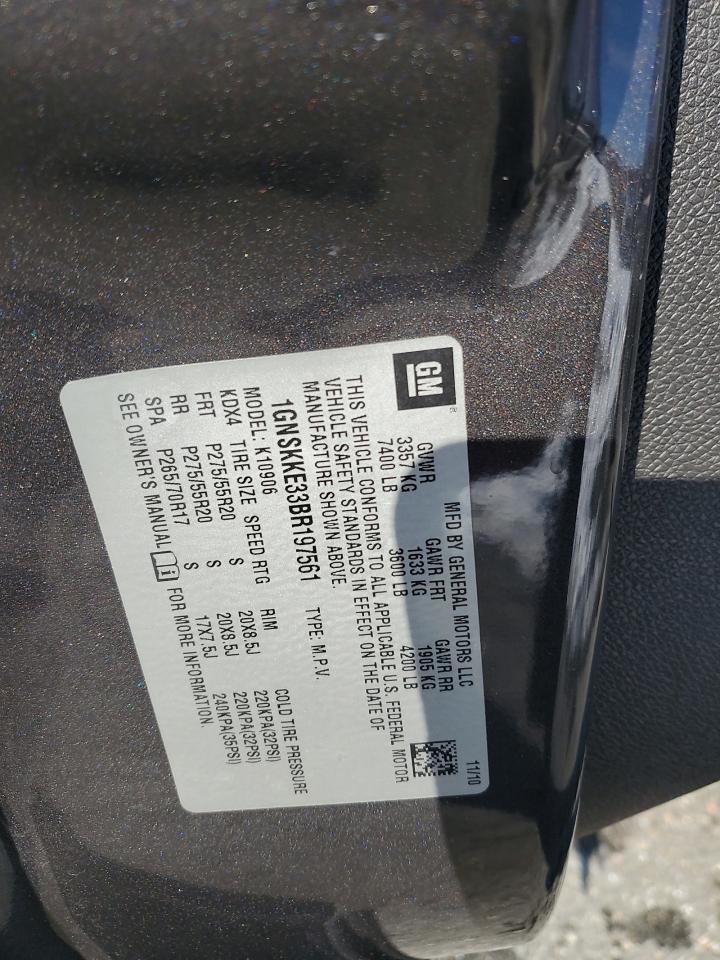 GM ®
MFD BY GENERAL MOTORS LLC 11/10
GVWR GAWR FRT GAWR RR
3357 KG 1633 KG 1905 KG
7400 LB 3600 LB 4200 LB
THIS VEHICLE CONFORMS TO ALL APPLICABLE U.S. FEDERAL MOTOR
VEHICLE SAFETY STANDARDS IN EFFECT ON THE DATE OF
MANUFACTURE SHOWN ABOVE.
1GNSKKE33BR197561 TYPE: M.P.V.
MODEL: K10906
KDX4 TIRE SIZE SPEED RTG RIM COLD TIRE PRESSURE
FRT P275/55R20 S 20X8.5J 220KPA(32PSI)
RR P275/55R20 S 20X8.5J 220KPA(32PSI)
SPA P265/70R17 S 17X7.5J 240KPA(35PSI)
SEE OWNER'S MANUAL FOR MORE INFORMATION.